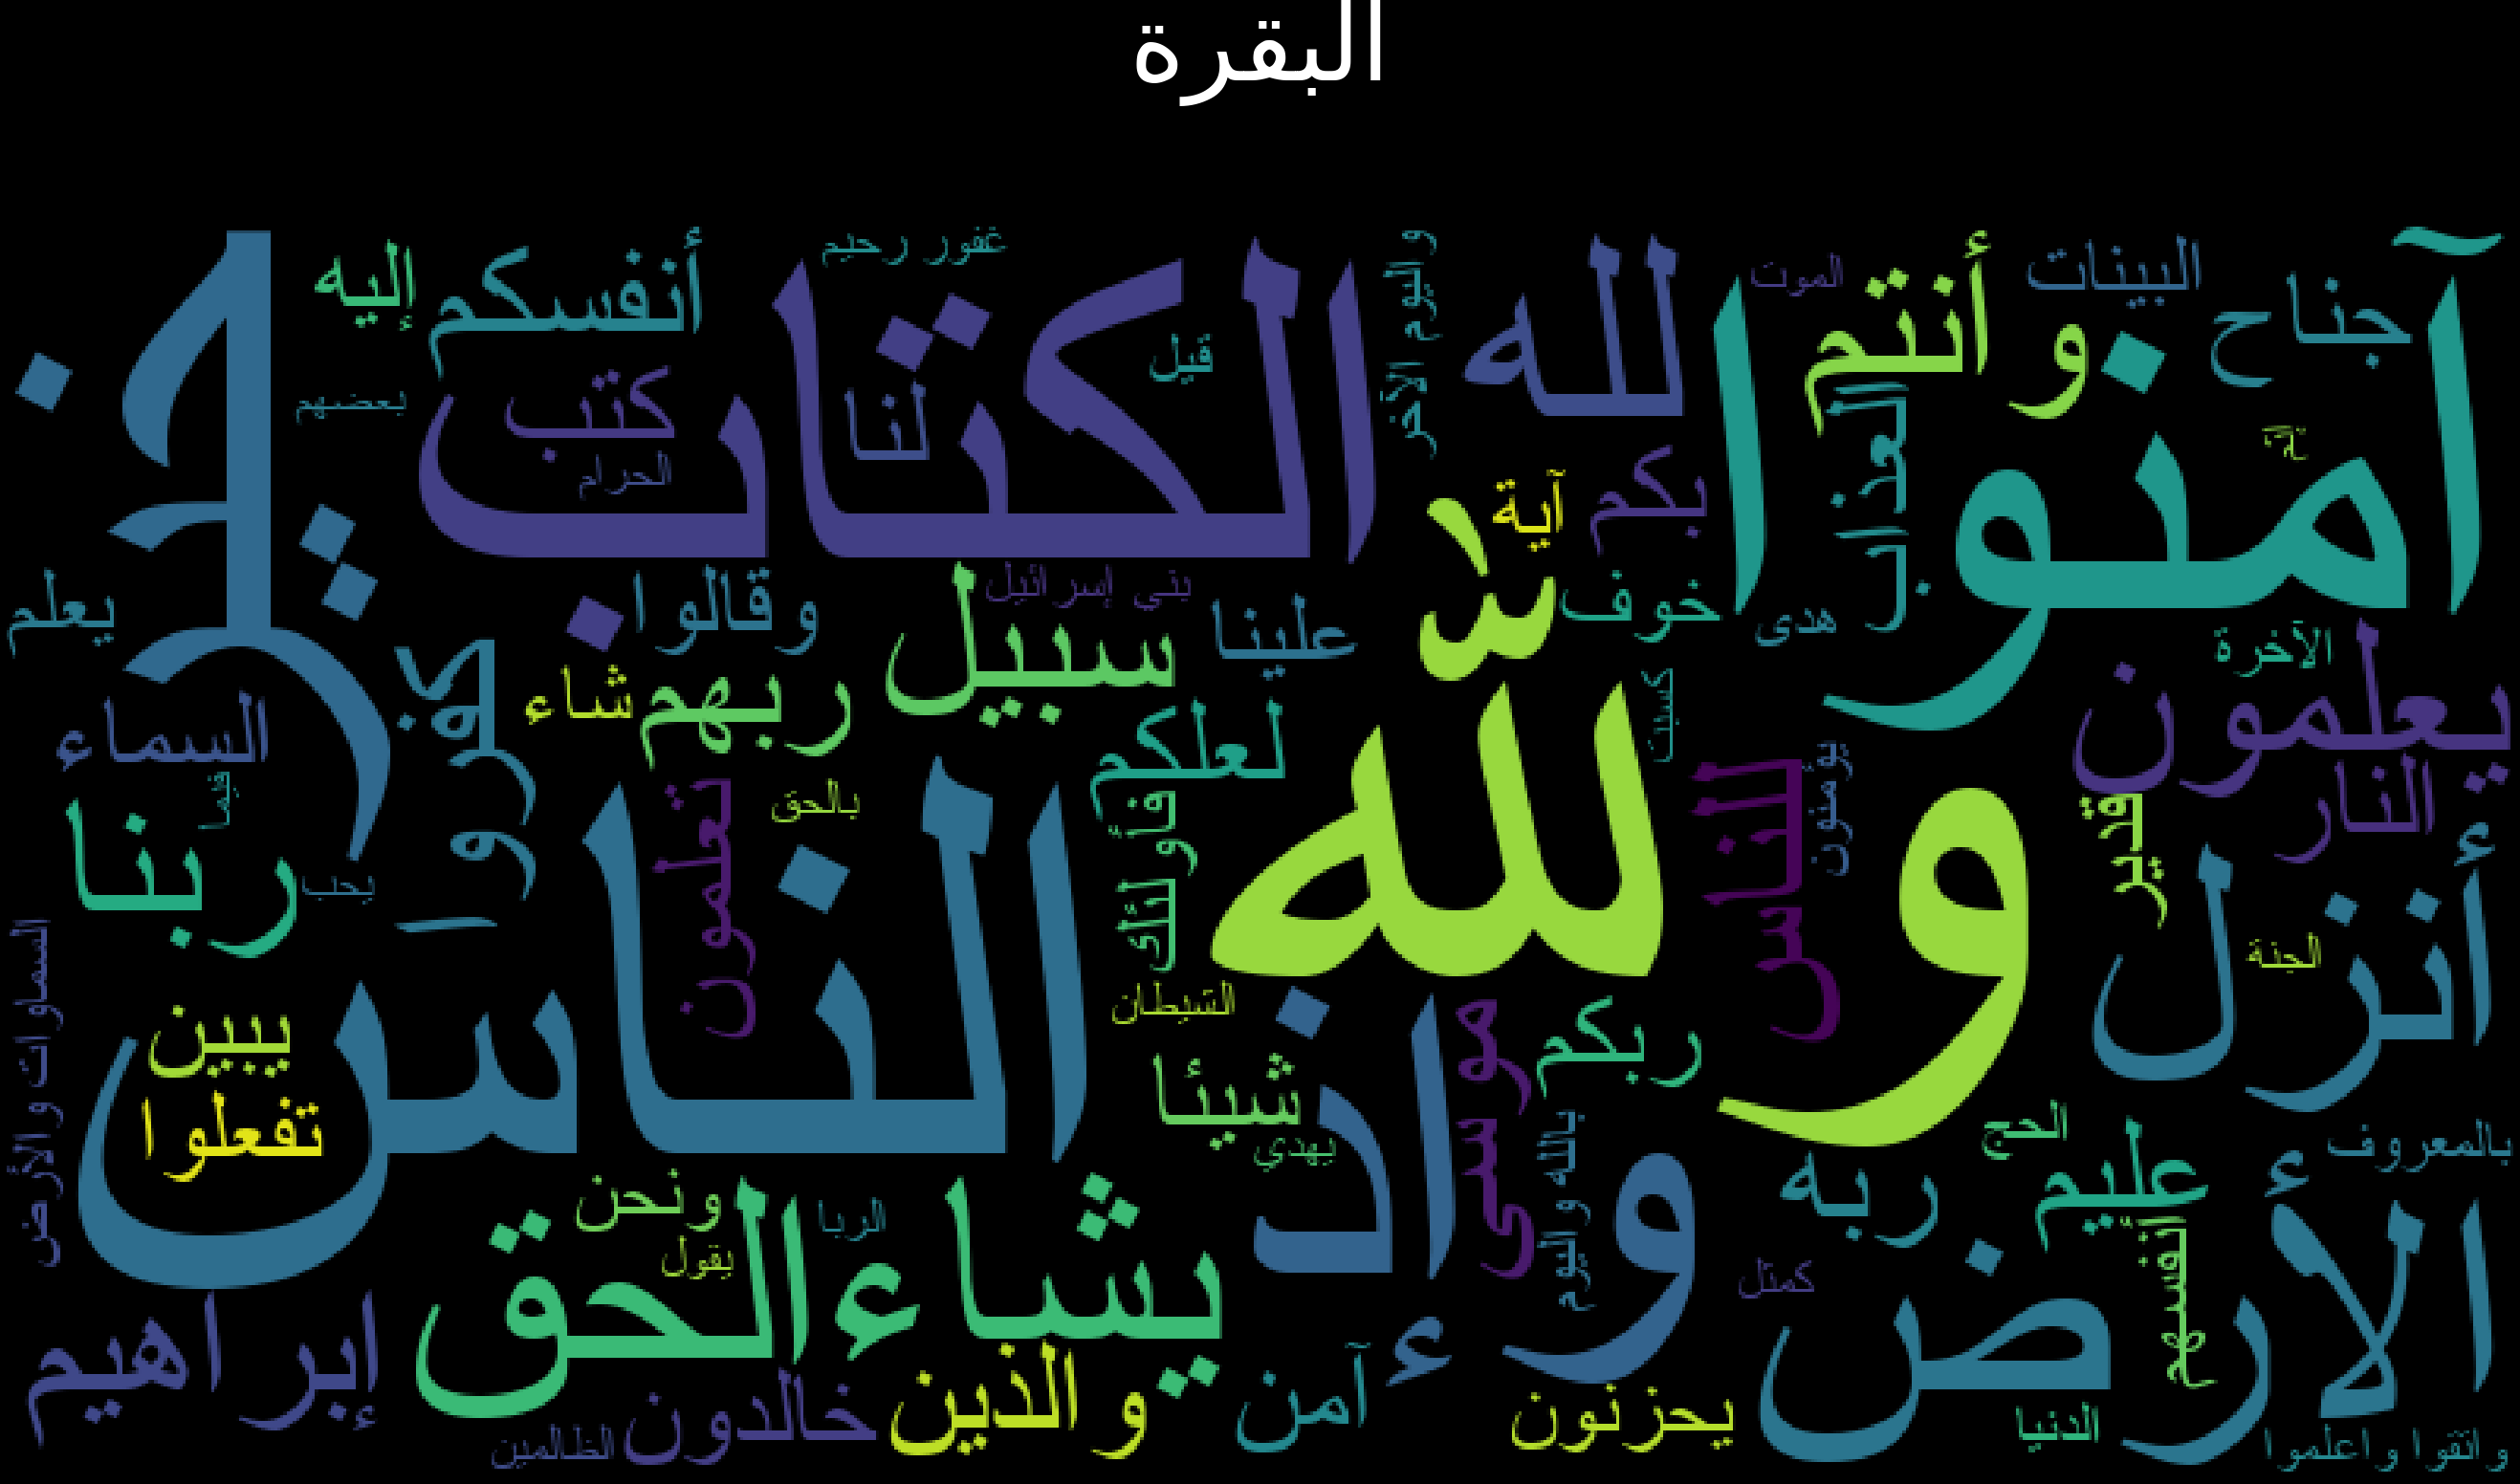 البقرة
آمنوا
جناح
البينات
وأنتم
الموت
لله
واليوم الآخر
غفور رحيم
الكتاب
أنفسكم
إليه
خير
بعضهم
كتب
الحرام
لنا
قيل
بكم
آية
العذاب
خوف
هدى
الآخرة
يعلمون
النار
ولله
كسبت
علينا
بني إسرائيل
سبيل
وقالوا
ربهم
شاء
كفروا
يعلم
السماء
فيما
ربنا
يحب
تعلمون
بالحق
لعلكم
فأولئك
للناس
يؤمنون
قدير
أنزل
الجنة
الناس
السماوات والأرض
يبين
تفعلوا
الشيطان
شيئا
يهدي
وإذ
موسى
ربكم
بالله واليوم
الحج
عليم
ربه
بالمعروف
الأرض
أنفسهم
كمثل
يشاء
الحق
ونحن
يقول
الربا
إبراهيم
الظالمين
خالدون
والذين
آمن
يحزنون
الدنيا
واتقوا واعلموا